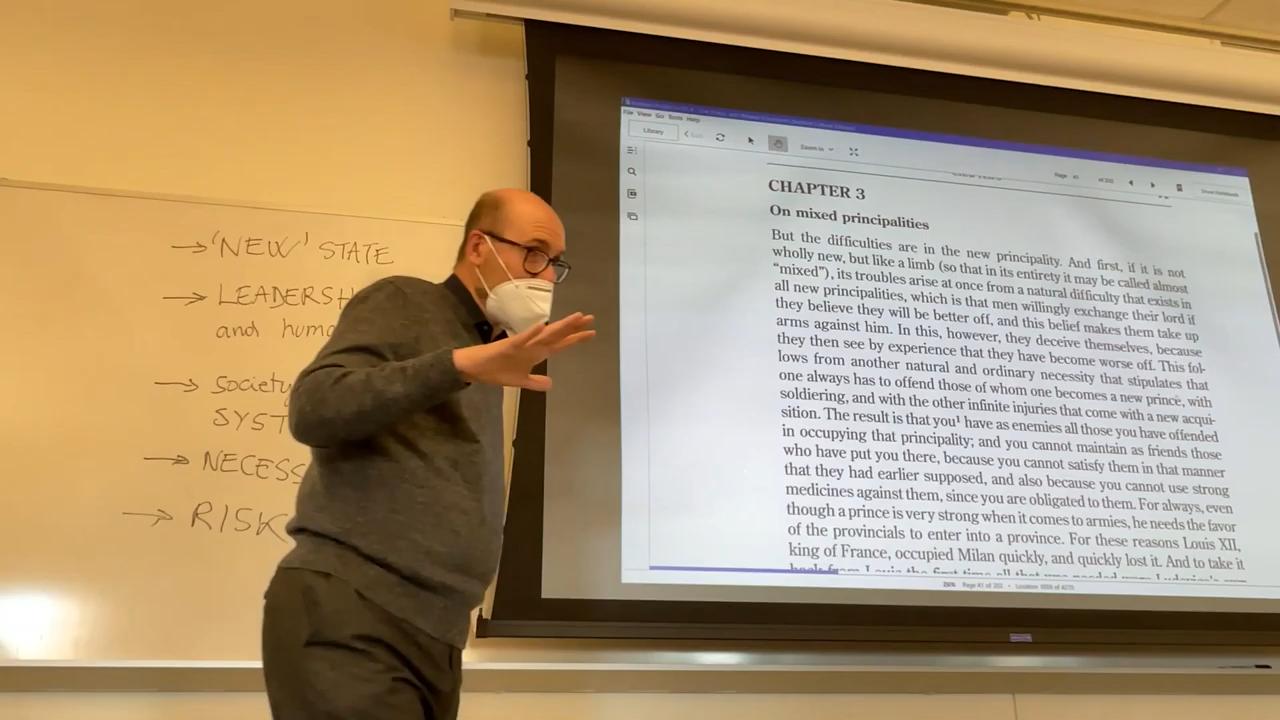 → 'NEW' STATE
→ LEADERSH
and huma
→ society
SYST
→ NECESS
→ RISK
File View Go Tools Help
Library
Zoom in
Page 41 of 202
CHAPTER 3
On mixed principalities
But the difficulties are in the new principality. And first, if it is not
wholly new, but like a limb (so that in its entirety it may be called almost
“mixed”), its troubles arise at once from a natural difficulty that exists in
all new principalities, which is that men willingly exchange their lord if
they believe they will be better off, and this belief makes them take up
arms against him. In this, however, they deceive themselves, because
they then see by experience that they have become worse off. This fol-
lows from another natural and ordinary necessity that stipulates that
one always has to offend those of whom one becomes a new prince, with
soldiering, and with the other infinite injuries that come with a new acqui-
sition. The result is that you¹ have as enemies all those you have offended
in occupying that principality; and you cannot maintain as friends those
who have put you there, because you cannot satisfy them in that manner
that they had earlier supposed, and also because you cannot use strong
medicines against them, since you are obligated to them. For always, even
though a prince is very strong when it comes to armies, he needs the favor
of the provincials to enter into a province. For these reasons Louis XII,
king of France, occupied Milan quickly, and quickly lost it. And to take it